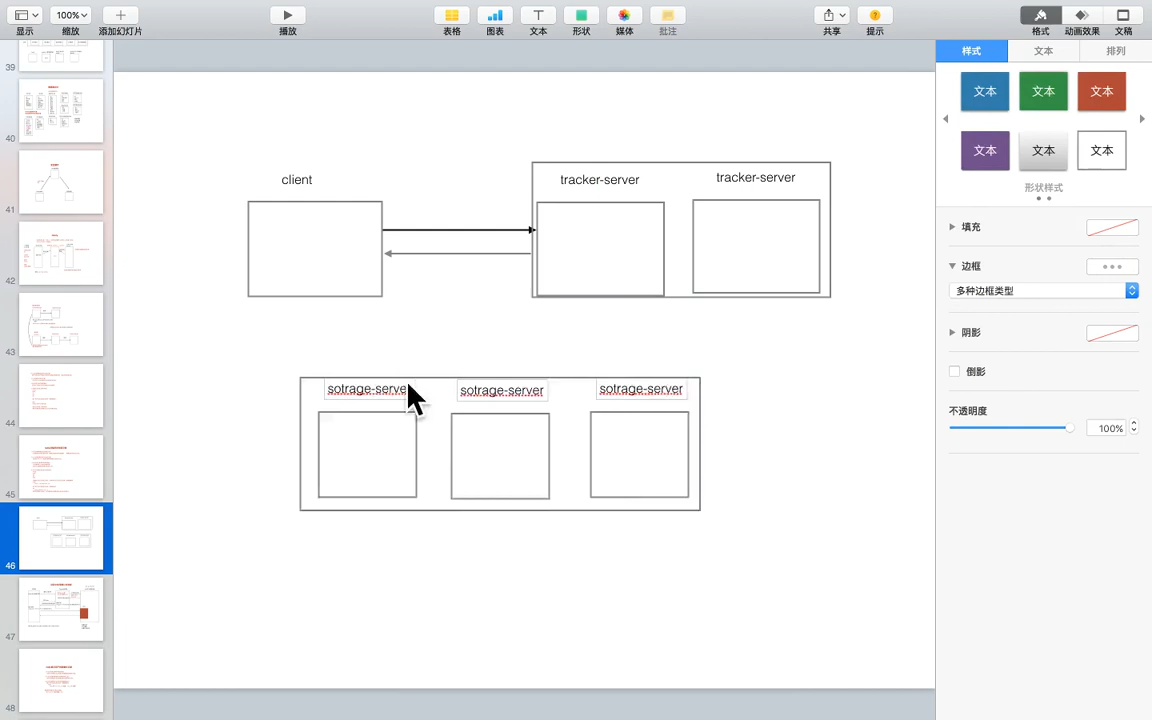 显示
100%
缩放
添加幻灯片
播放
表格
图表
文本
形状
媒体
批注
共享
提示
格式
动画效果
文稿
39
40
41
42
43
44
45
46
47
48
client
tracker-server
tracker-server
sotrage-serve
sotrage-server
sotrage-server
样式
文本
排列
文本
文本
文本
文本
文本
文本
形状样式
填充
边框
多种边框类型
阴影
倒影
不透明度
100%